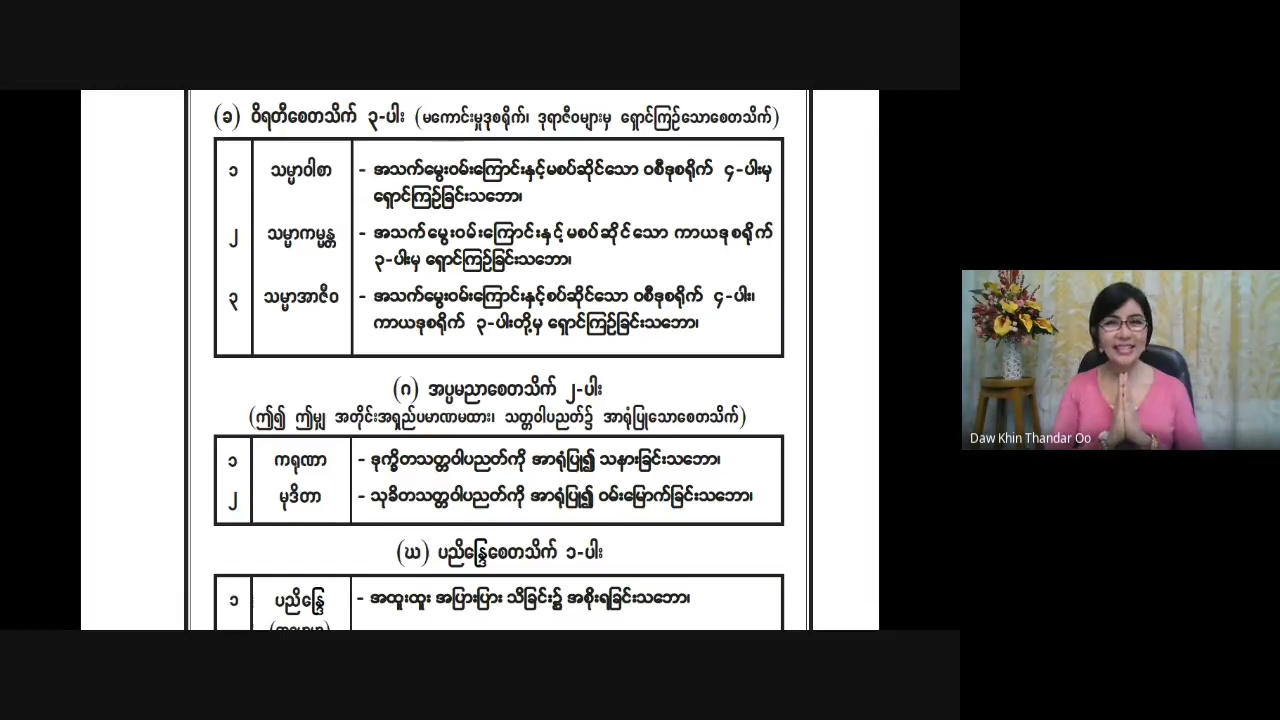 (ခ) ဝိရတီစေတသိက် ၃-ပါး (မကောင်းမှုဒုစရိုက်၊ ဒုရာဇီဝများမှ ရှောင်ကြဉ်သောစေတသိက်)
၁ သမ္မာဝါစာ - အသက်မွေးဝမ်းကြောင်းနှင့်မစပ်ဆိုင်သော ဝစီဒုစရိုက် ၄-ပါးမှ
ရှောင်ကြဉ်ခြင်းသဘော၊
၂ သမ္မာကမ္မန္တ - အသက်မွေးဝမ်းကြောင်းနှင့်မစပ်ဆိုင်သော ကာယဒုစရိုက်
၃-ပါးမှ ရှောင်ကြဉ်ခြင်းသဘော၊
၃ သမ္မာအာဇီဝ - အသက်မွေးဝမ်းကြောင်းနှင့်စပ်ဆိုင်သော ဝစီဒုစရိုက် ၄-ပါး၊
ကာယဒုစရိုက် ၃-ပါးတို့မှ ရှောင်ကြဉ်ခြင်းသဘော၊
(ဂ) အပ္ပမညာစေတသိက် ၂-ပါး
(ဤ၍ ဤမျှ အတိုင်းအရှည်ပမာဏမထား၊ သတ္တဝါပညတ်၌ အာရုံပြုသောစေတသိက်)
၁ ကရုဏာ - ဒုက္ခိတသတ္တဝါပညတ်ကို အာရုံပြု၍ သနားခြင်းသဘော၊
၂ မုဒိတာ - သုခိတသတ္တဝါပညတ်ကို အာရုံပြု၍ ဝမ်းမြောက်ခြင်းသဘော၊
(ဃ) ပညိန္ဒြေစေတသိက် ၁-ပါး
၁ ပညိန္ဒြေ - အထူးထူး အပြားပြား သိခြင်း၌ အစိုးရခြင်းသဘော၊
Daw Khin Thandar Oo